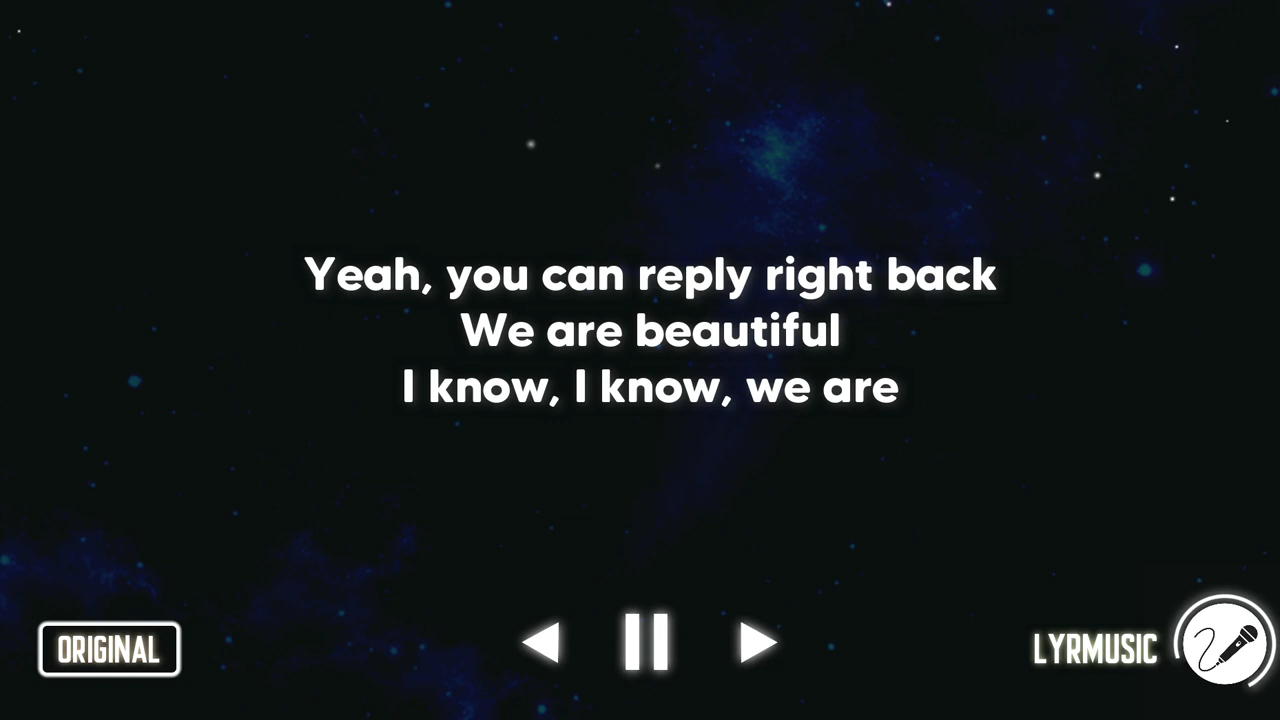 Yeah, you can reply right back
We are beautiful
I know, I know, we are
ORIGINAL
LYRMUSIC